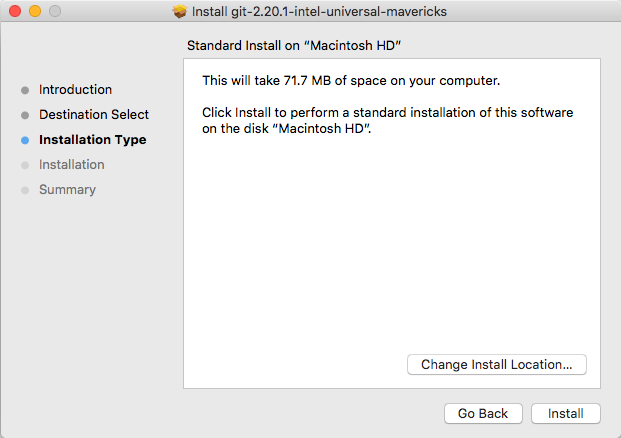 Install git-2.20.1-intel-universal-mavericks
Standard Install on “Macintosh HD”
Introduction
Destination Select
Installation Type
Installation
Summary
This will take 71.7 MB of space on your computer.
Click Install to perform a standard installation of this software
on the disk “Macintosh HD”.
Change Install Location...
Go Back
Install